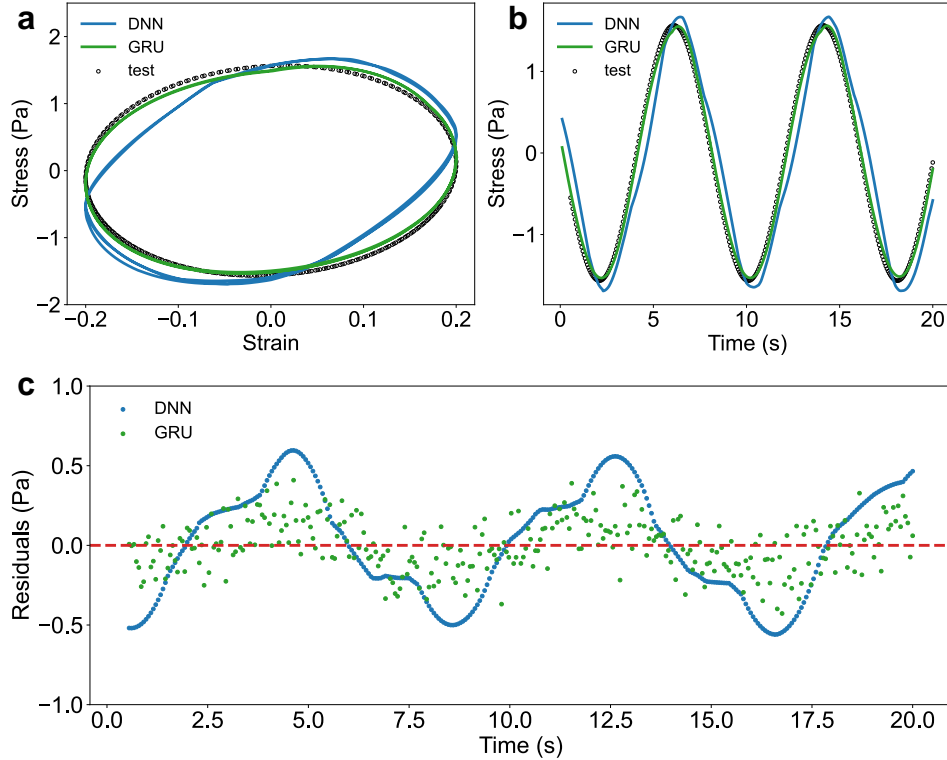 a
DNN
GRU
test
Stress (Pa)
2
1
0
−1
−2
−0.2
−0.1
0.0
0.1
0.2
Strain
b
DNN
GRU
test
Stress (Pa)
1
0
−1
0
5
10
15
20
Time (s)
c
DNN
GRU
Residuals (Pa)
1.0
0.5
0.0
−0.5
−1.0
0.0
2.5
5.0
7.5
10.0
12.5
15.0
17.5
20.0
Time (s)